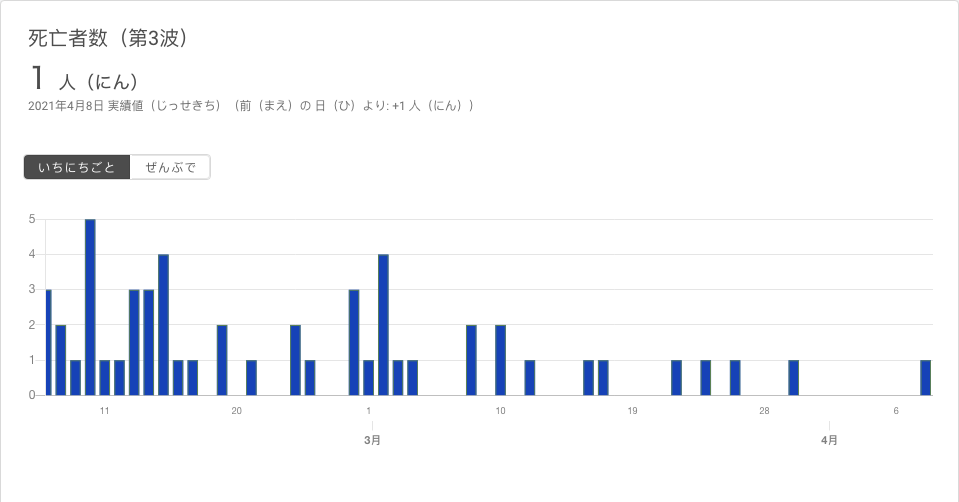 死亡者数（第3波）
1 人（にん）
2021年4月8日 実績値（じっせきち）（前（まえ）の 日（ひ）より: +1 人（にん））
いちにちごと ぜんぶで
5
4
3
2
1
0
11 20 1 10 19 28 6
3月 4月